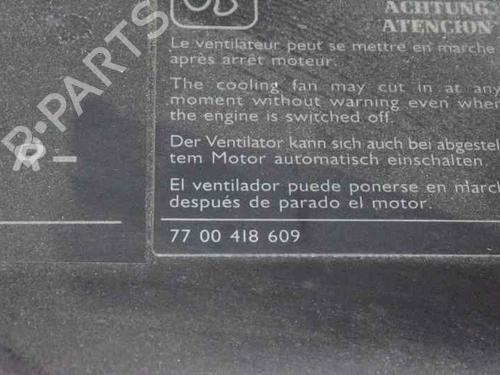 ACHTUNG.
ATENCION
Le ventilateur peut se mettre en marche
après arrêt moteur.
The cooling fan may cut in at any
moment without warning even when
the engine is switched off.
Der Ventilator kann sich auch bei abgestel
tem Motor automatisch einschalten.
El ventilador puede ponerse en march
después de parado el motor.
77 00 418 609
B-PARTS